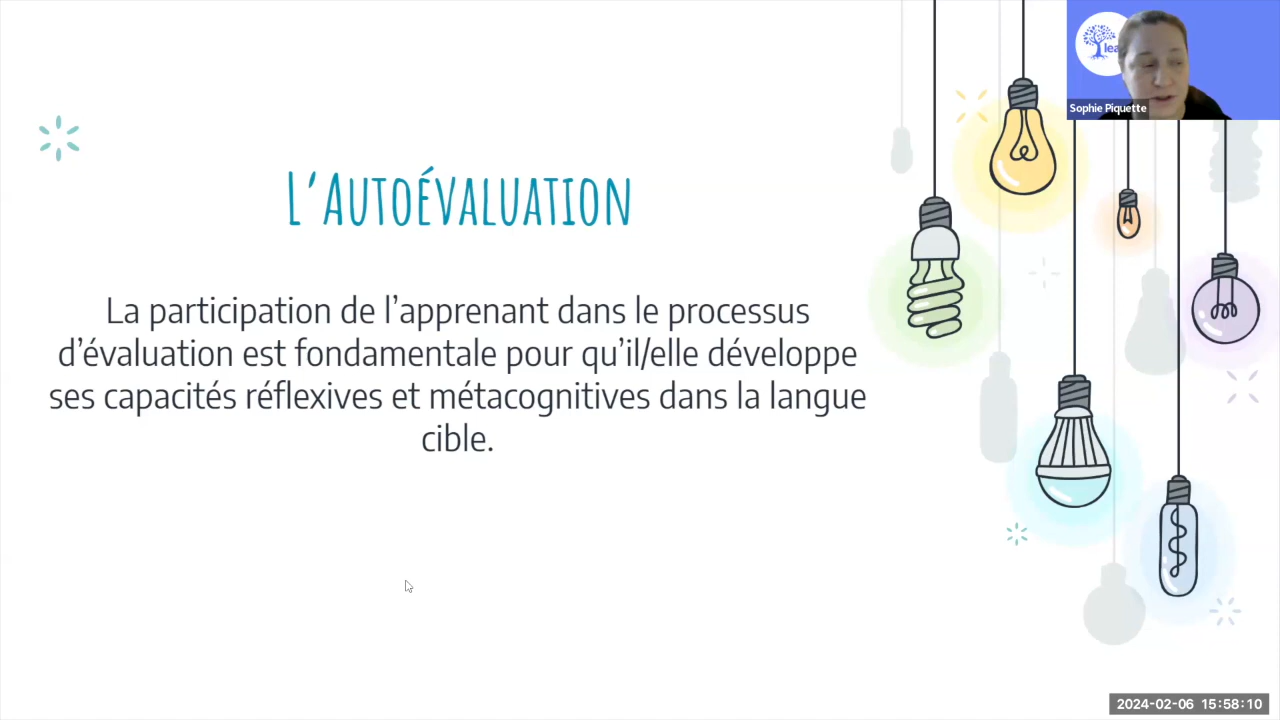 Sophie Piquette
L'Autoévaluation
La participation de l'apprenant dans le processus
d'évaluation est fondamentale pour qu'il/elle développe
ses capacités réflexives et métacognitives dans la langue
cible.
2024-02-06 15:58:10